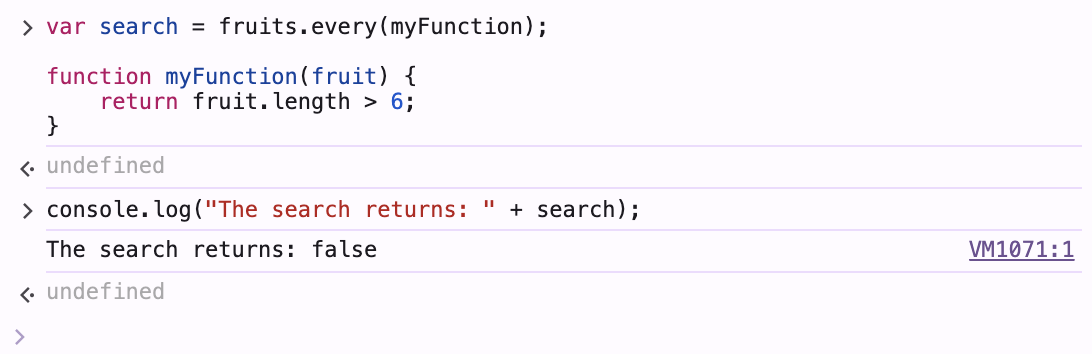 > var search = fruits.every(myFunction);
function myFunction(fruit) {
    return fruit.length > 6;
}
undefined
> console.log("The search returns: " + search);
The search returns: false VM1071:1
undefined
>